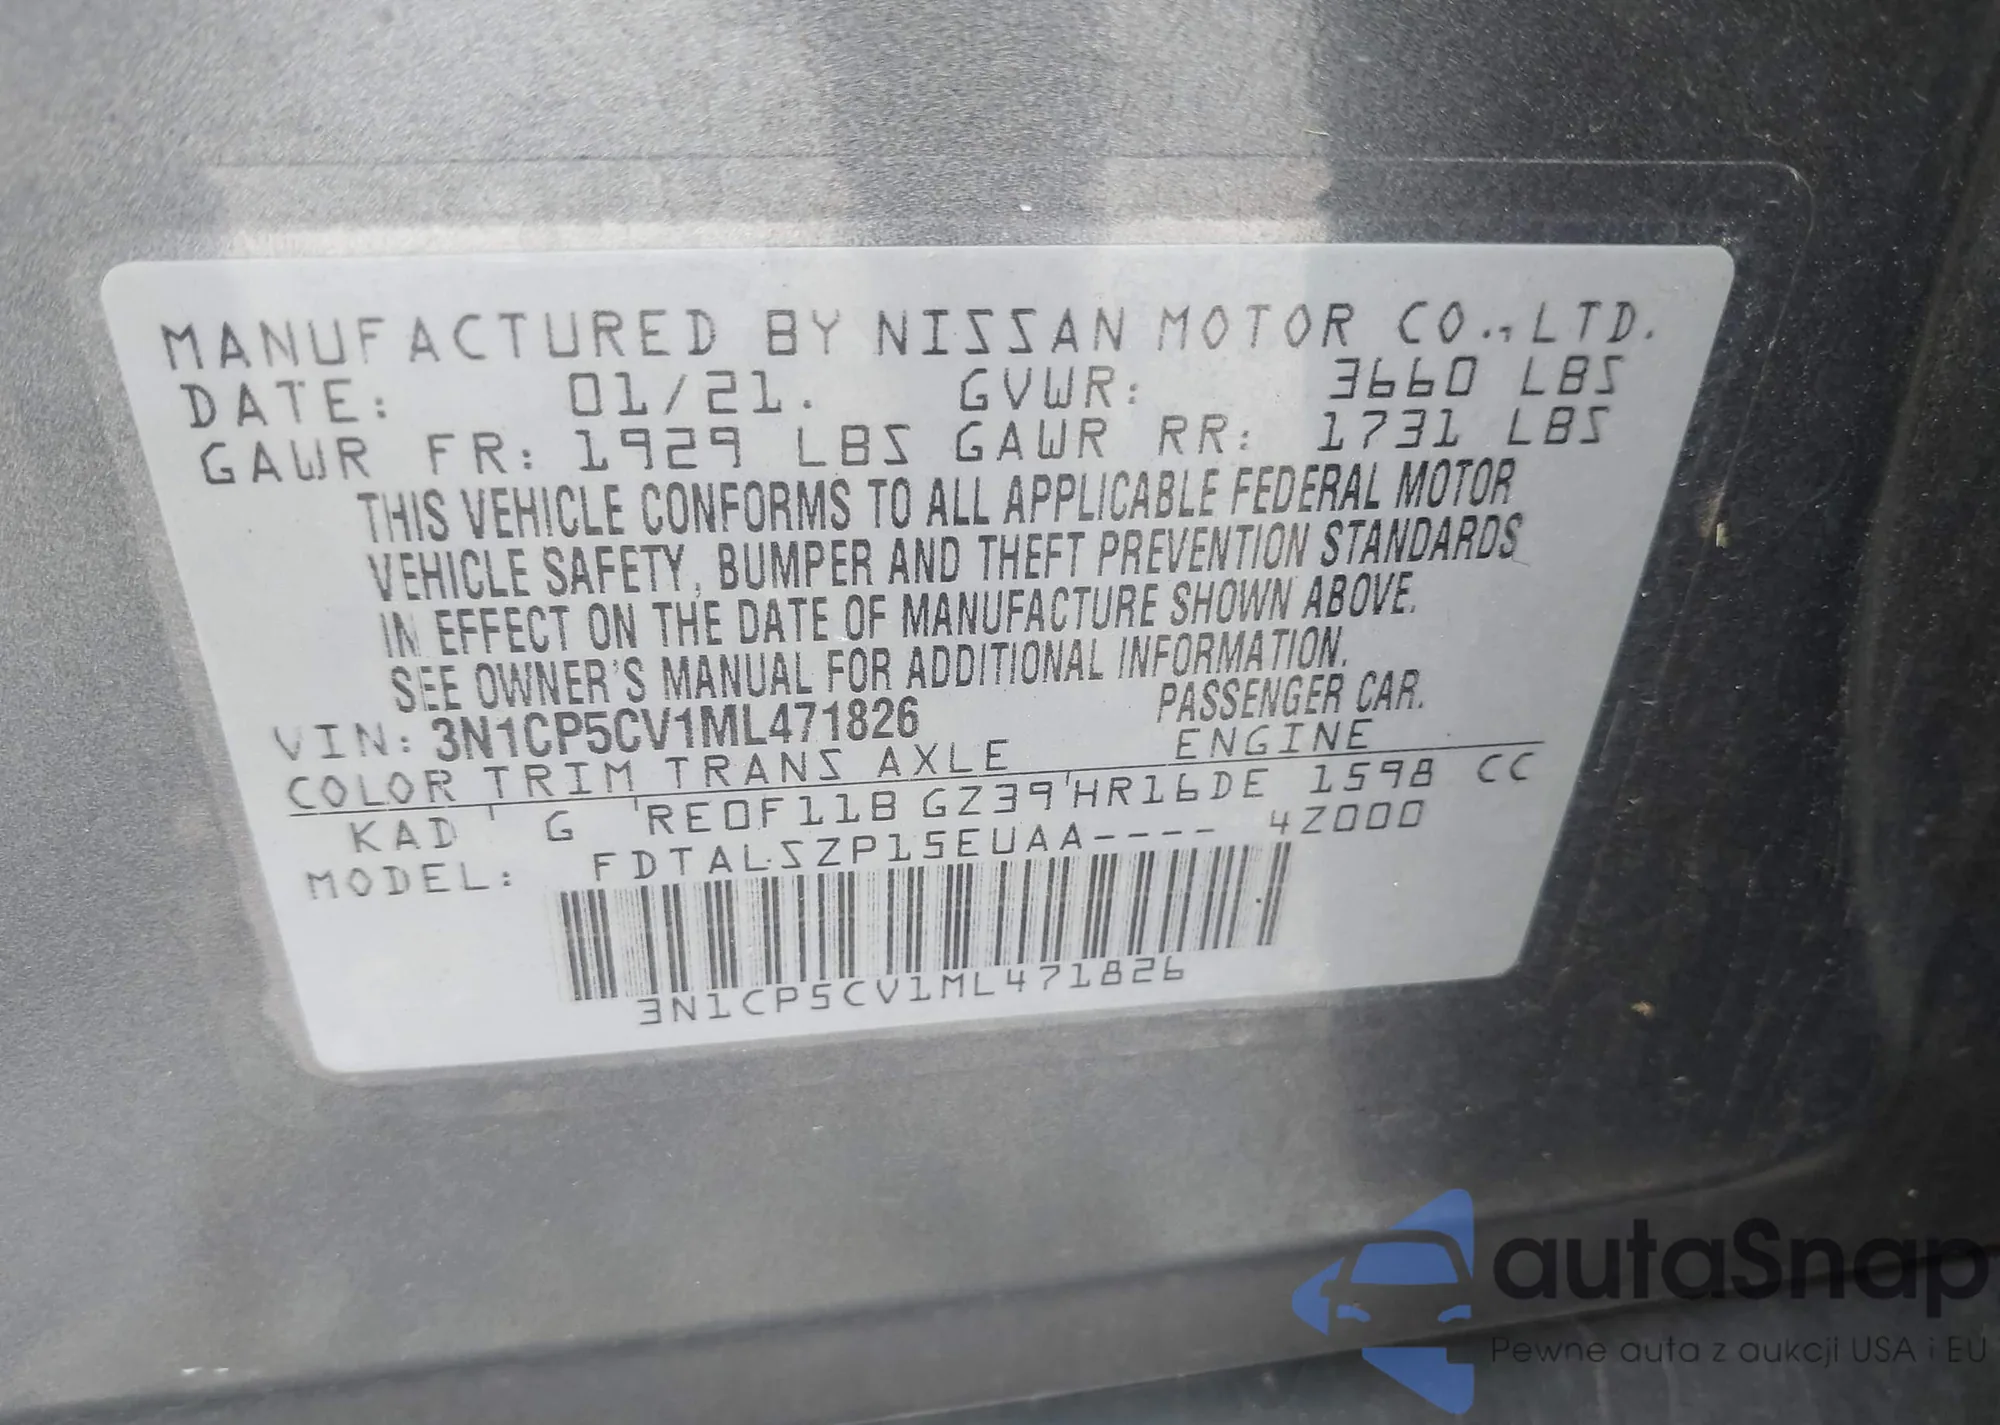 MANUFACTURED BY NISSAN MOTOR CO., LTD.
DATE: 01/21. GVWR: 3660 LBS
GAWR FR: 1929 LBS GAWR RR: 1731 LBS
THIS VEHICLE CONFORMS TO ALL APPLICABLE FEDERAL MOTOR
VEHICLE SAFETY, BUMPER AND THEFT PREVENTION STANDARDS
IN EFFECT ON THE DATE OF MANUFACTURE SHOWN ABOVE.
SEE OWNER'S MANUAL FOR ADDITIONAL INFORMATION.
VIN: 3N1CP5CV1ML471826 PASSENGER CAR.
COLOR TRIM TRANS AXLE ENGINE
KAD G RE0F11B GZ39 HR16DE 1598 CC
MODEL: FDTALSZP15EUAA---- 4Z000
3N1CP5CV1ML471826
autaSnap
Pewne auta z aukcji USA i EU